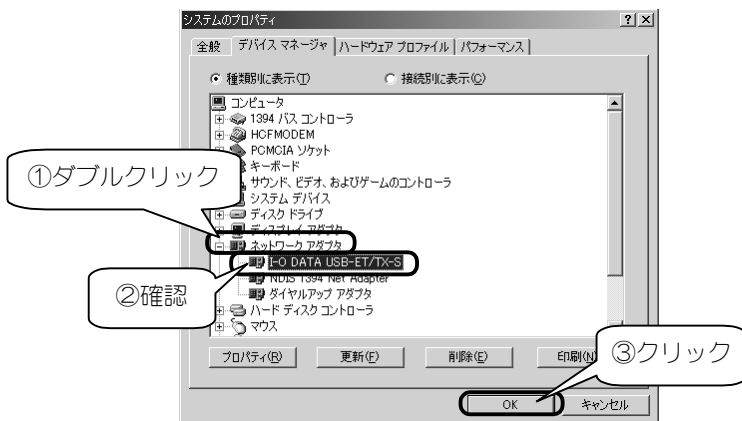 システムのプロパティ
全般 デバイス マネージャ ハードウェア プロファイル パフォーマンス
種類別に表示(T) 接続別に表示(C)
コンピュータ
1394 バス コントローラ
HCFMODEM
PCMCIA ソケット
キーボード
サウンド、ビデオ、およびゲームのコントローラ
①ダブルクリック
システム デバイス
ディスク ドライブ
ディスプレイ アダプタ
ネットワーク アダプタ
I-O DATA USB-ET/TX-S
②確認
NDIS 1394 Net Adapter
ダイヤルアップ アダプタ
ハード ディスク コントローラ
マウス
③クリック
プロパティ(R) 更新(F) 削除(E) 印刷(N)
OK キャンセル